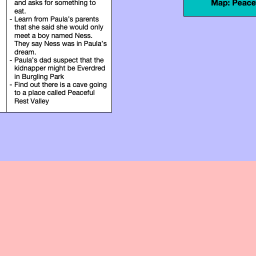 and asks for something to
eat.
- Learn from Paula's parents
that she said she would only
meet a boy named Ness.
They say Ness was in Paula's
dream.
- Paula's dad suspect that the
kidnapper might be Everdred
in Burgling Park
- Find out there is a cave going
to a place called Peaceful
Rest Valley
Map: Peace